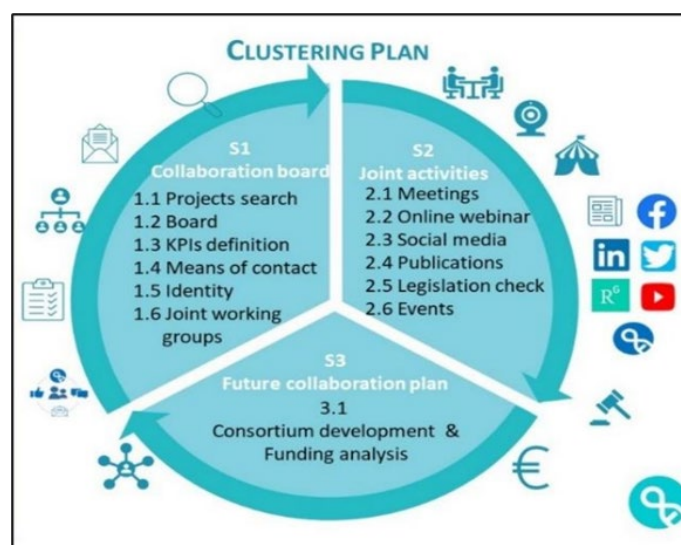 CLUSTERING PLAN
S1
Collaboration board
1.1 Projects search
1.2 Board
1.3 KPIs definition
1.4 Means of contact
1.5 Identity
1.6 Joint working
groups
S2
Joint activities
2.1 Meetings
2.2 Online webinar
2.3 Social media
2.4 Publications
2.5 Legislation check
2.6 Events
S3
Future collaboration plan
3.1
Consortium development &
Funding analysis
in
R G
€